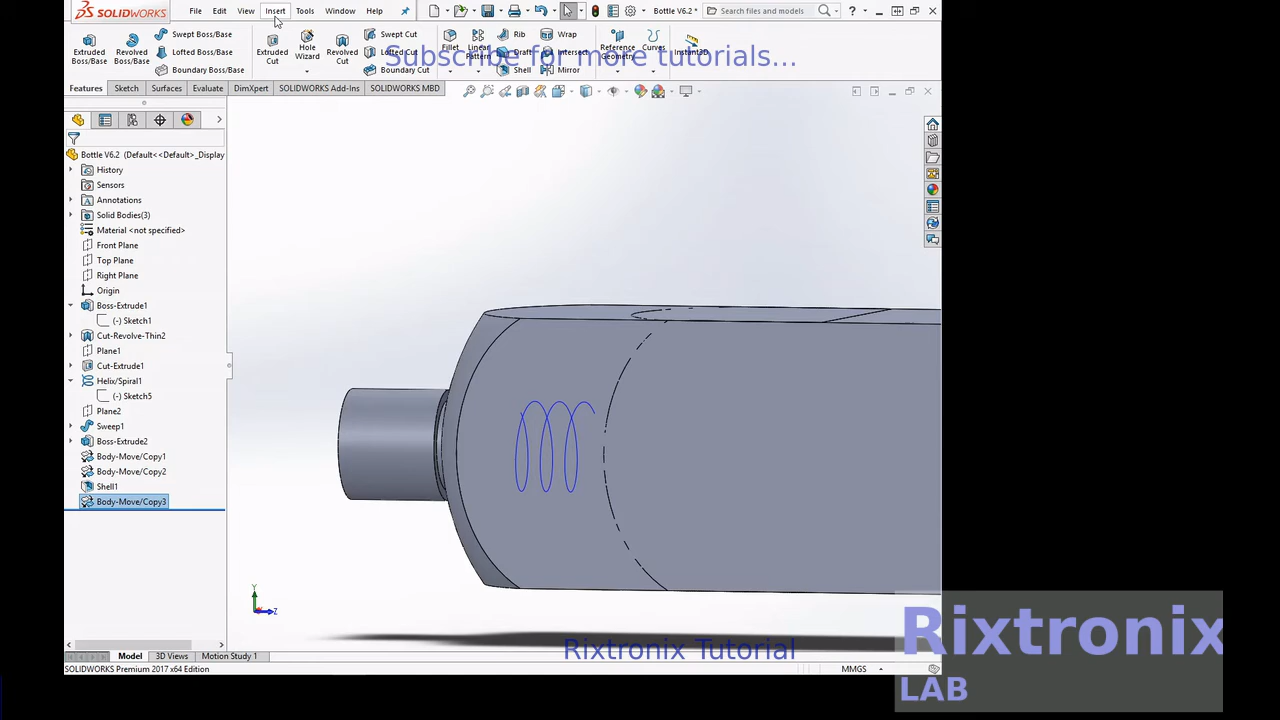 SOLIDWORKS File Edit View Insert Tools Window Help Bottle V6.2 * Search files and models ?
Extruded Boss/Base Revolved Boss/Base Swept Boss/Base Lofted Boss/Base Boundary Boss/Base Extruded Cut Hole Wizard Revolved Cut Swept Cut Lofted Cut Boundary Cut Fillet Linear Pattern Rib Draft Shell Wrap Intersect Mirror Reference Geometry Curves Instant3D
Subscribe for more tutorials...
Features Sketch Surfaces Evaluate DimXpert SOLIDWORKS Add-Ins SOLIDWORKS MBD
Bottle V6.2 (Default<<Default>_Display
History
Sensors
Annotations
Solid Bodies(3)
Material <not specified>
Front Plane
Top Plane
Right Plane
Origin
Boss-Extrude1
(-) Sketch1
Cut-Revolve-Thin2
Plane1
Cut-Extrude1
Helix/Spiral1
(-) Sketch5
Plane2
Sweep1
Boss-Extrude2
Body-Move/Copy1
Body-Move/Copy2
Shell1
Body-Move/Copy3
Y
Z
Rixtronix Tutorial
Rixtronix
LAB
Model 3D Views Motion Study 1
SOLIDWORKS Premium 2017 x64 Edition MMGS